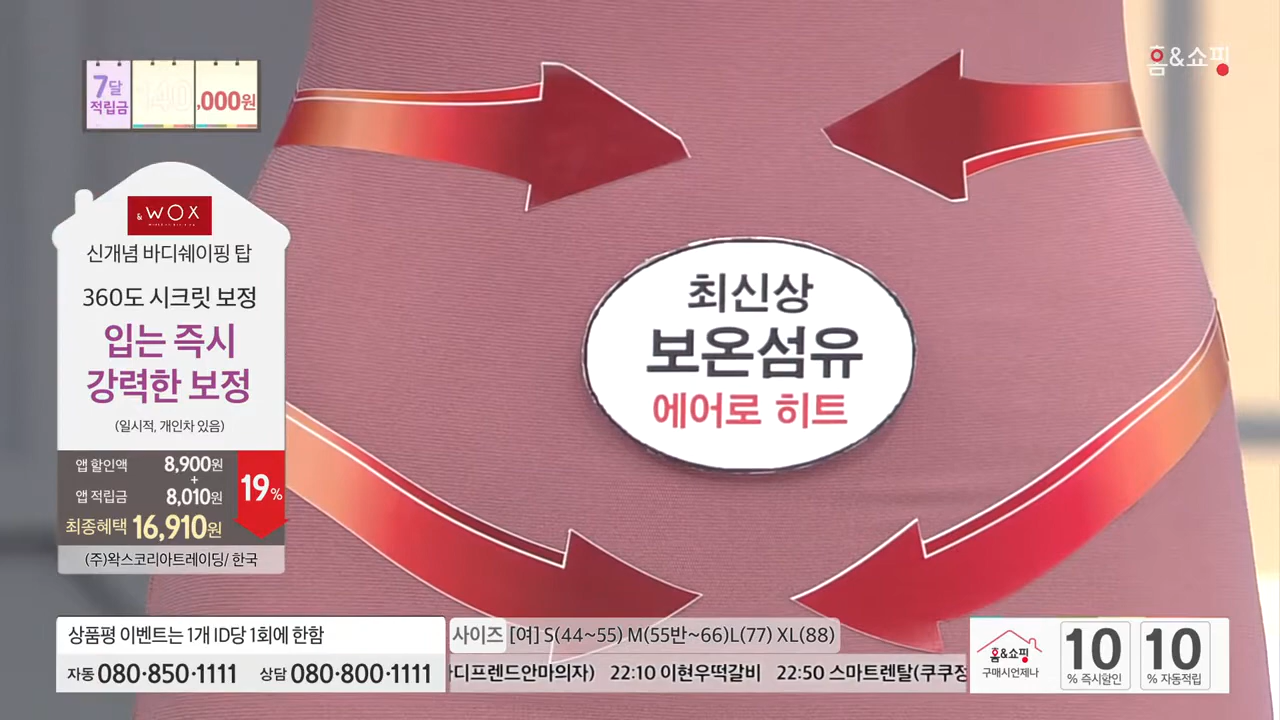 홈&쇼핑
7달
적립금
140,000원
& WOX
신개념 바디쉐이핑 탑
360도 시크릿 보정
입는 즉시
강력한 보정
(일시적, 개인차 있음)
앱 할인액 8,900원
+
앱 적립금 8,010원
19%
최종혜택 16,910원
(주)왁스코리아트레이딩/ 한국
최신상
보온섬유
에어로 히트
상품평 이벤트는 1개 ID당 1회에 한함
자동 080·850·1111 상담 080·800·1111
사이즈 [여] S(44~55) M(55반~66)L(77) XL(88)
디프렌드안마의자) 22:10 이현우떡갈비 22:50 스마트렌탈(쿠쿠정
홈&쇼핑
구매시언제나
10
% 즉시할인
10
% 자동적립